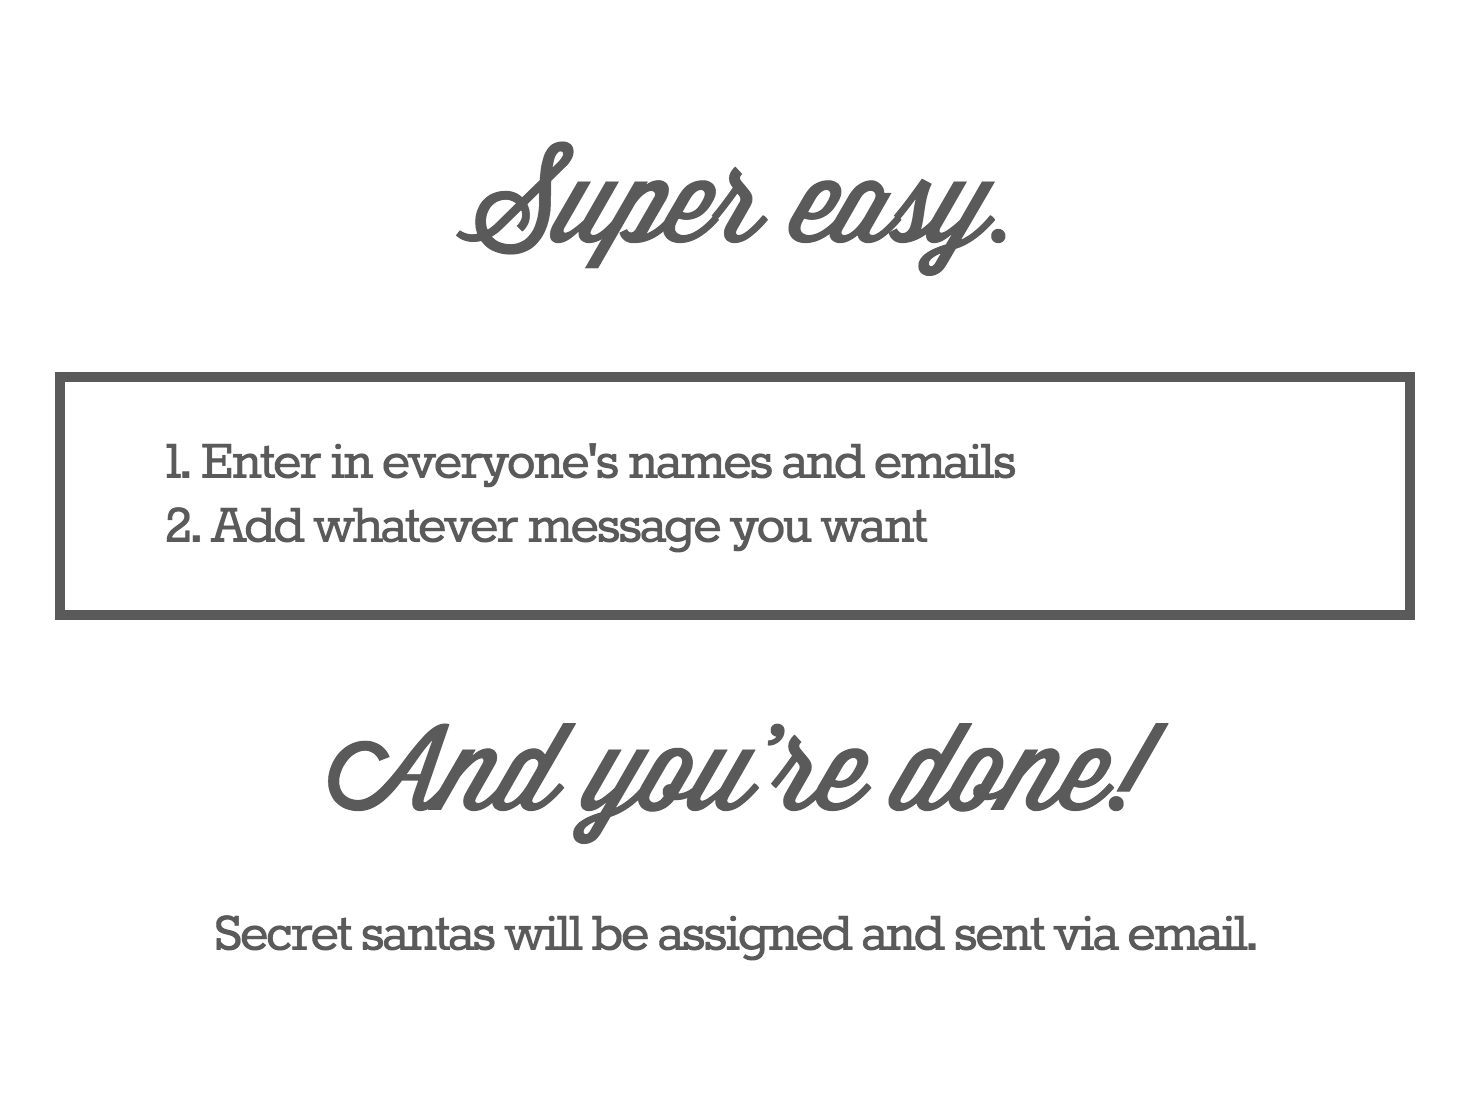 Super easy.
1. Enter in everyone's names and emails
2. Add whatever message you want
And you’re done!
Secret santas will be assigned and sent via email.